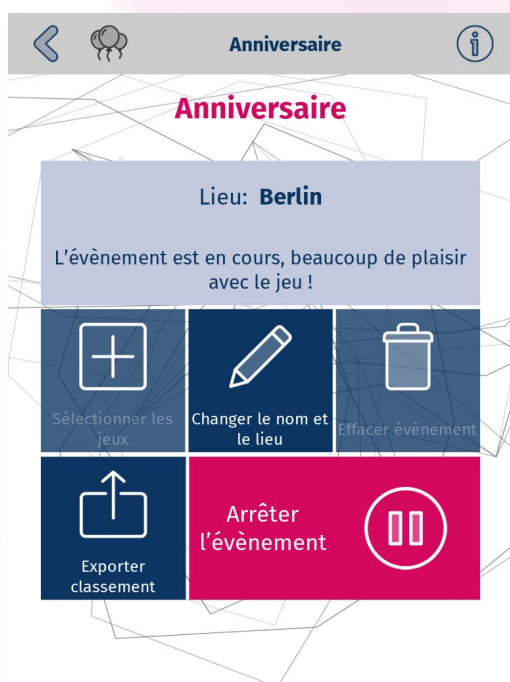 Anniversaire
Anniversaire
Lieu: Berlin
L'évènement est en cours, beaucoup de plaisir
avec le jeu !
Sélectionner les
jeux
Changer le nom et
le lieu
Effacer évènement
Exporter
classement
Arrêter
l'évènement